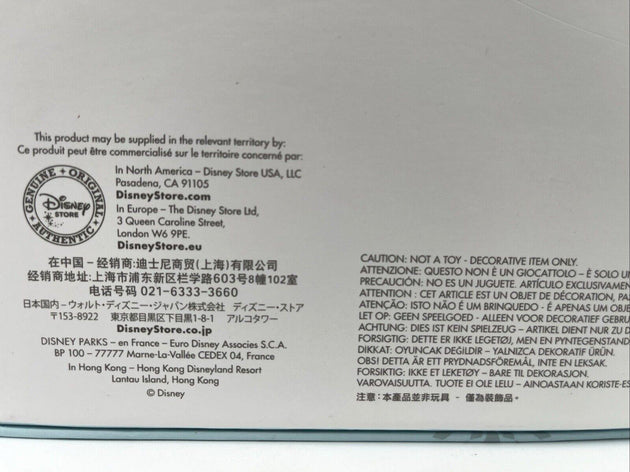 This product may be supplied in the relevant territory by:
Ce produit peut être commercialisé sur le territoire concerné par:
GENUINE ORIGINAL AUTHENTIC
Disney
STORE
In North America – Disney Store USA, LLC
Pasadena, CA 91105
DisneyStore.com
In Europe – The Disney Store Ltd,
3 Queen Caroline Street,
London W6 9PE.
DisneyStore.eu
在中国 – 经销商:迪士尼商贸(上海)有限公司
经销商地址:上海市浦东新区栏学路603号8幢102室
电话号码 021-6333-3660
日本国内–ウォルト・ディズニー・ジャパン株式会社 ディズニー・ストア
〒153-8922 東京都目黒区下目黒1-8-1 アルコタワー
DisneyStore.co.jp
DISNEY PARKS – en France – Euro Disney Associes S.C.A.
BP 100 – 77777 Marne-La-Vallée CEDEX 04, France
In Hong Kong – Hong Kong Disneyland Resort
Lantau Island, Hong Kong
© Disney
CAUTION: NOT A TOY - DECORATIVE ITEM ONLY.
ATTENZIONE: QUESTO NON È UN GIOCATTOLO - È SOLO UN
PRECAUCIÓN: NO ES UN JUGUETE. ARTÍCULO EXCLUSIVAMEN
ATTENTION : CET ARTICLE EST UN OBJET DE DÉCORATION, PA
ATENÇÃO: ISTO NÃO É UM BRINQUEDO - É APENAS UM OBJE
LET OP: GEEN SPEELGOED - ALLEEN VOOR DECORATIEF GEBRU
ACHTUNG: DIES IST KEIN SPIELZEUG – ARTIKEL DIENT NUR ZU D
FORSIGTIG: DETTE ER IKKE LEGETØJ, MEN EN PYNTEGENSTAND
DIKKAT: OYUNCAK DEĞİLDİR - YALNIZCA DEKORATİF ÜRÜN.
OBS! DETTA ÄR ETT PRYDNADSFÖREMÅL, INTE EN LEKSAK.
FORSIKTIG: IKKE ET LEKETØY – BARE TIL DEKORASJON.
VAROVAISUUTTA. TUOTE EI OLE LELU – AINOASTAAN KORISTE-ES
注意：本產品並非玩具 - 僅為裝飾品。